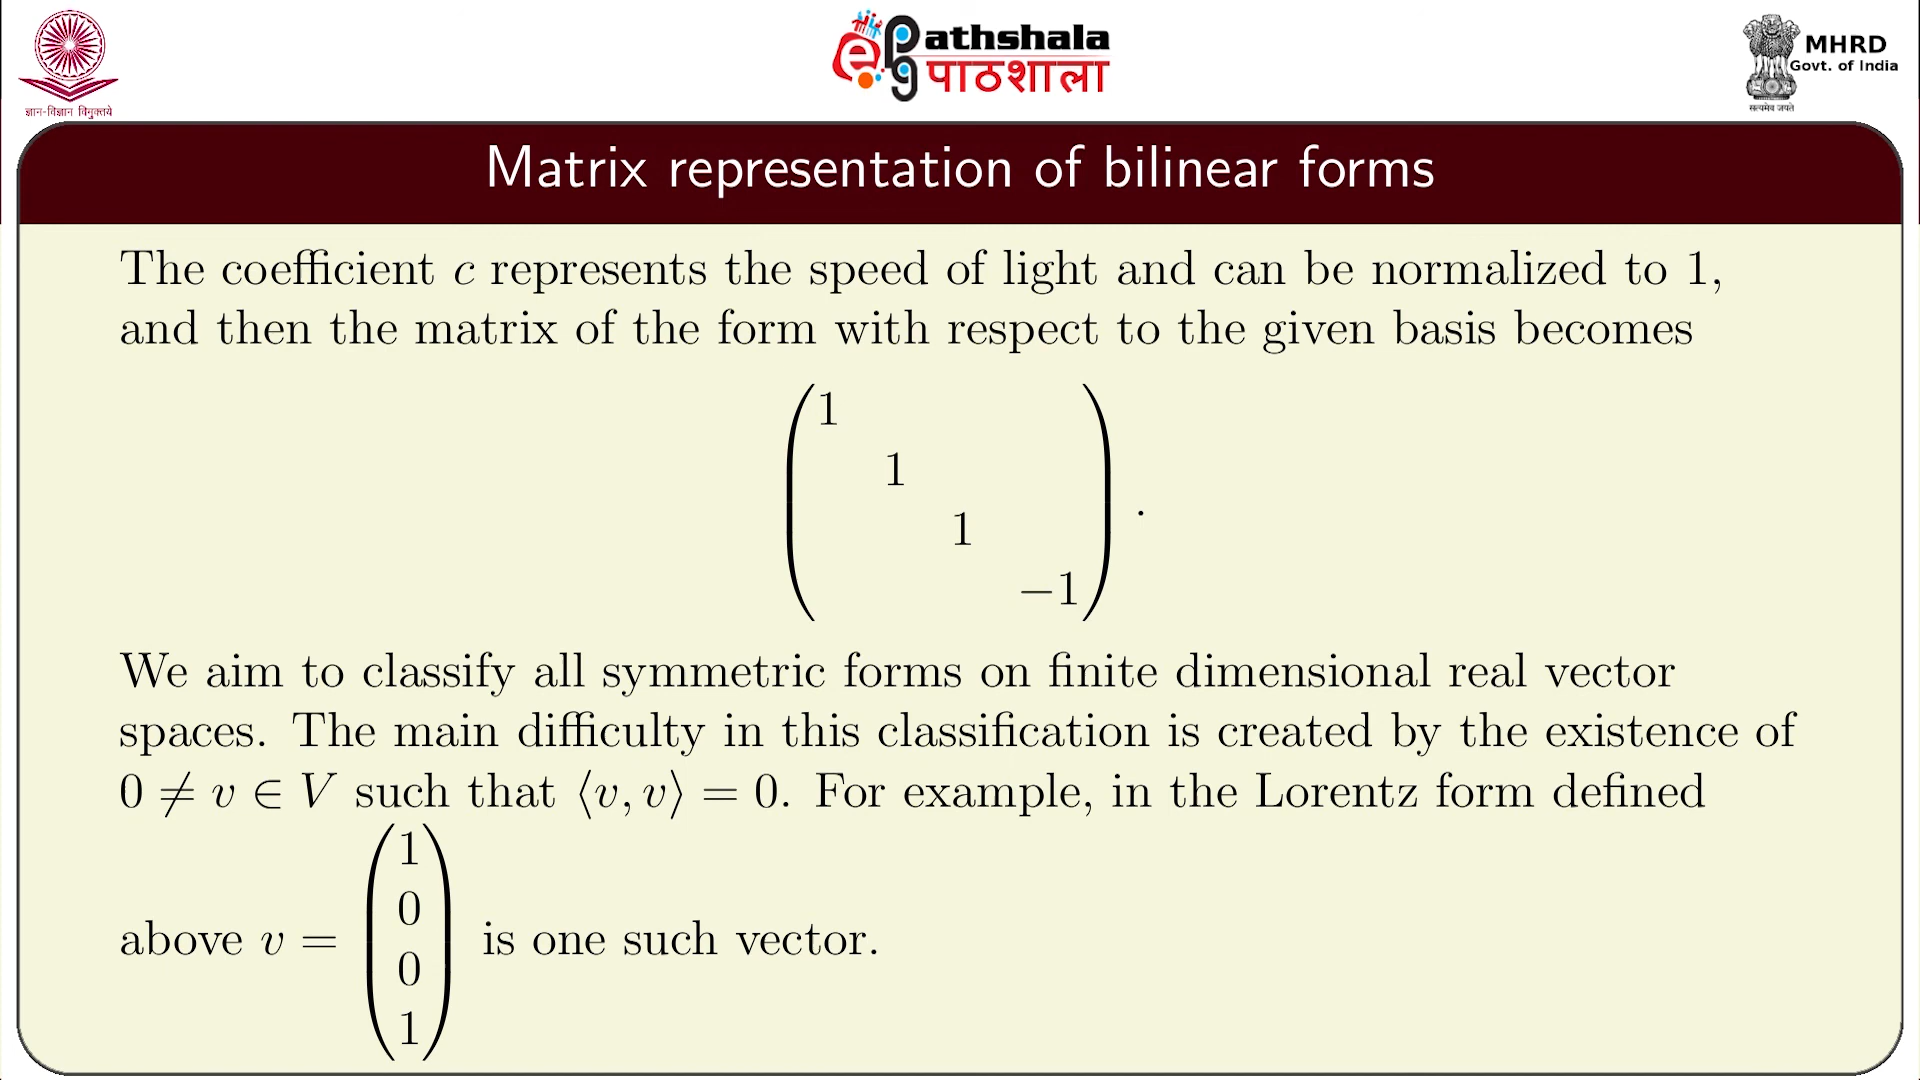 ज्ञान-विज्ञान विमुक्तये
ePathshala
पाठशाला
MHRD
Govt. of India
सत्यमेव जयते
Matrix representation of bilinear forms
The coefficient c represents the speed of light and can be normalized to 1,
and then the matrix of the form with respect to the given basis becomes
1
1
1
−1
.
We aim to classify all symmetric forms on finite dimensional real vector
spaces. The main difficulty in this classification is created by the existence of
0 ≠ v ∈ V such that ⟨v, v⟩ = 0. For example, in the Lorentz form defined
above v = (1 0 0 1) is one such vector.